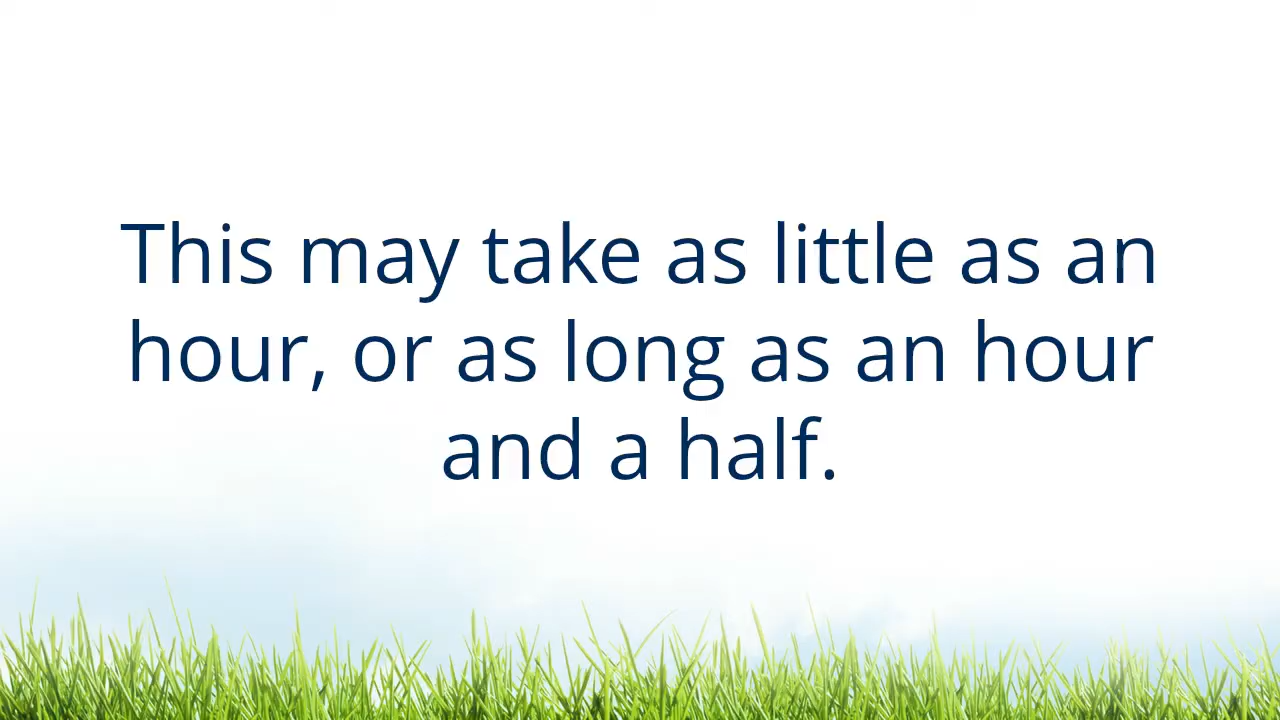 This may take as little as an
hour, or as long as an hour
and a half.